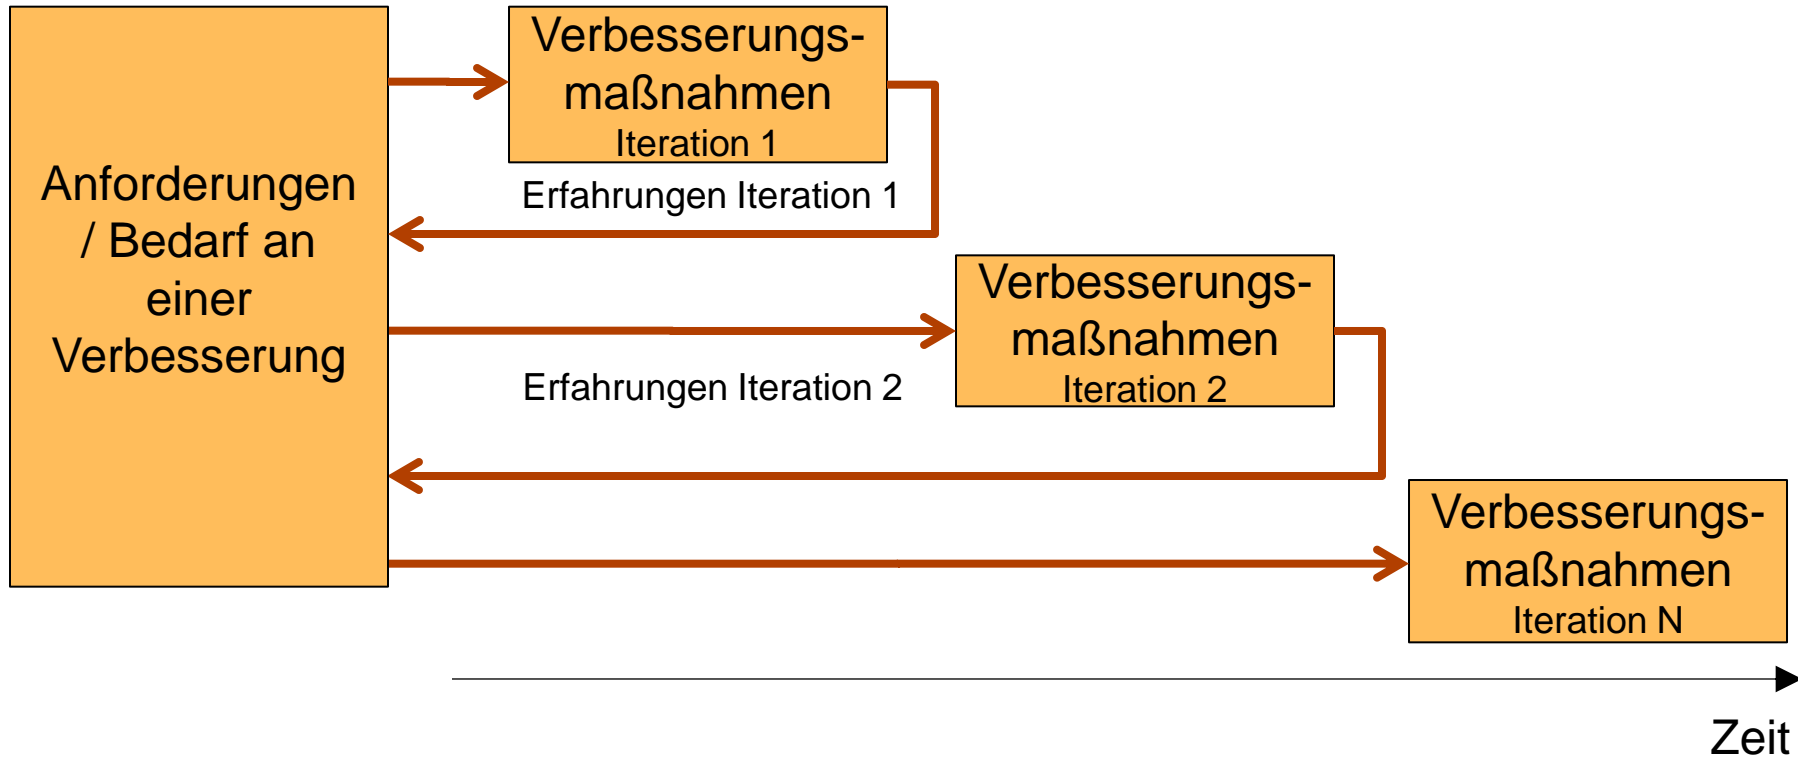 Anforderungen
/ Bedarf an
einer
Verbesserung
Verbesserungs-
maßnahmen
Iteration 1
Erfahrungen Iteration 1
Verbesserungs-
maßnahmen
Iteration 2
Erfahrungen Iteration 2
Verbesserungs-
maßnahmen
Iteration N
Zeit